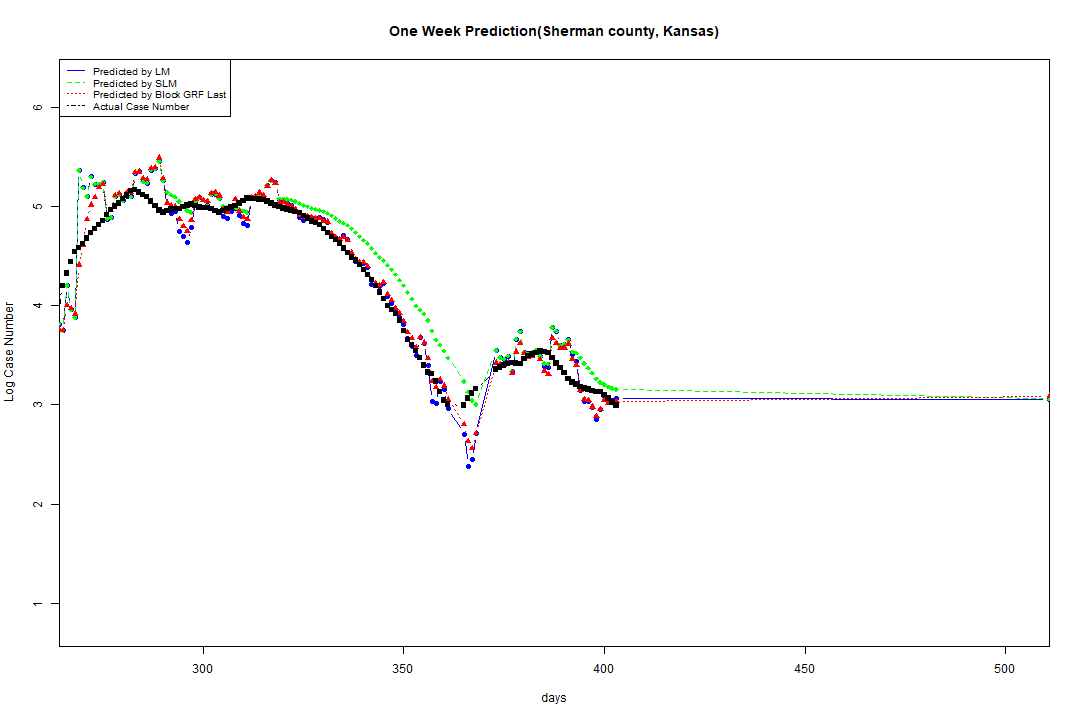 One Week Prediction(Sherman county, Kansas)
Predicted by LM
Predicted by SLM
Predicted by Block GRF Last
Actual Case Number
6
5
4
3
2
1
Log Case Number
300
350
400
450
500
days